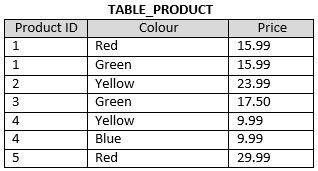 TABLE_PRODUCT
Product ID Colour Price
1 Red 15.99
1 Green 15.99
2 Yellow 23.99
3 Green 17.50
4 Yellow 9.99
4 Blue 9.99
5 Red 29.99